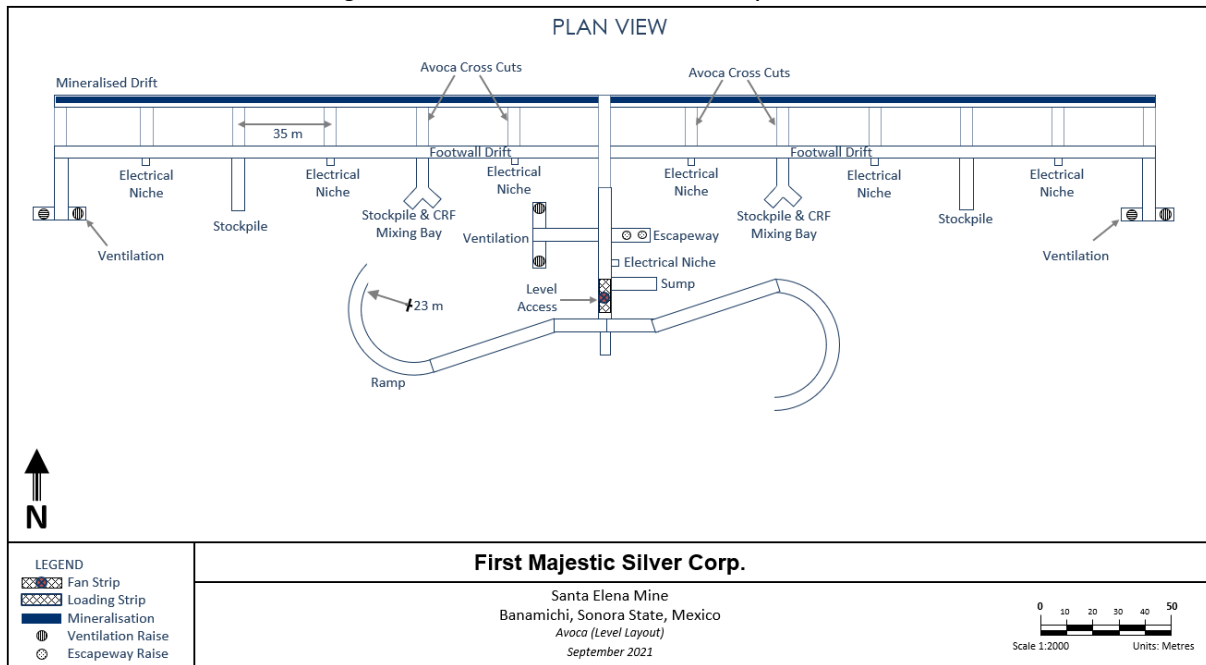 PLAN VIEW
Mineralised Drift
Avoca Cross Cuts
Avoca Cross Cuts
35 m
Footwall Drift
Footwall Drift
Electrical
Niche
Stockpile
Electrical
Niche
Stockpile & CRF
Mixing Bay
Electrical
Niche
Electrical
Niche
Stockpile & CRF
Mixing Bay
Electrical
Niche
Stockpile
Electrical
Niche
Ventilation
Ventilation
Escapeway
Ventilation
Electrical Niche
Sump
Level
Access
23 m
Ramp
N
LEGEND
Fan Strip
Loading Strip
Mineralisation
Ventilation Raise
Escapeway Raise
First Majestic Silver Corp.
Santa Elena Mine
Banamichi, Sonora State, Mexico
Avoca (Level Layout)
September 2021
0 10 20 30 40 50
Scale 1:2000 Units: Metres